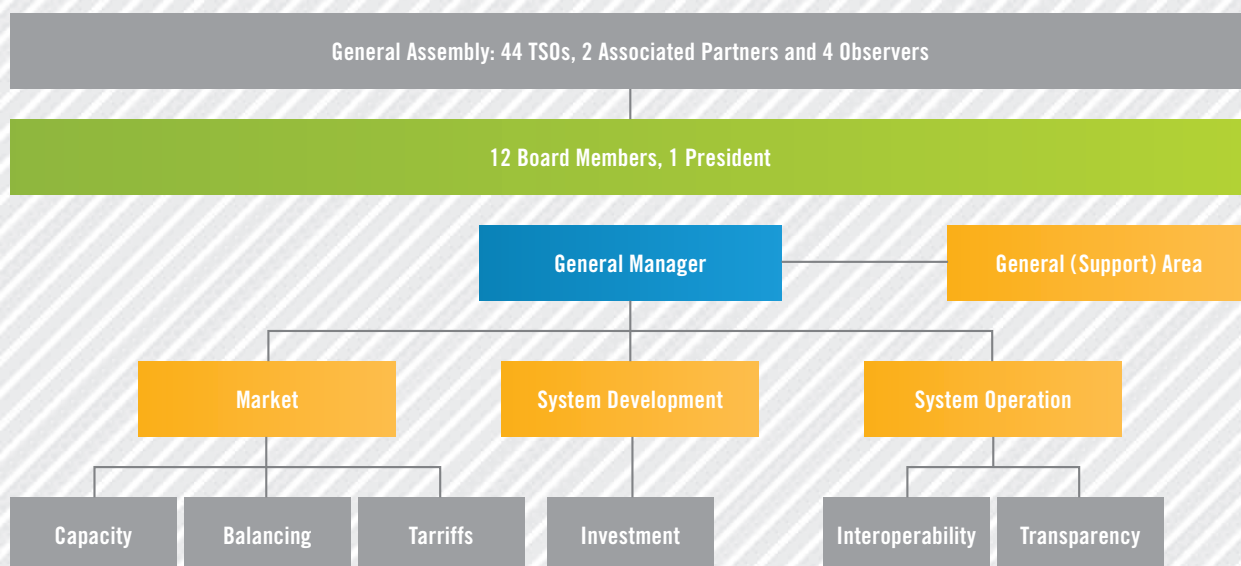 General Assembly: 44 TSOs, 2 Associated Partners and 4 Observers
12 Board Members, 1 President
General Manager
General (Support) Area
Market
System Development
System Operation
Capacity
Balancing
Tarriffs
Investment
Interoperability
Transparency